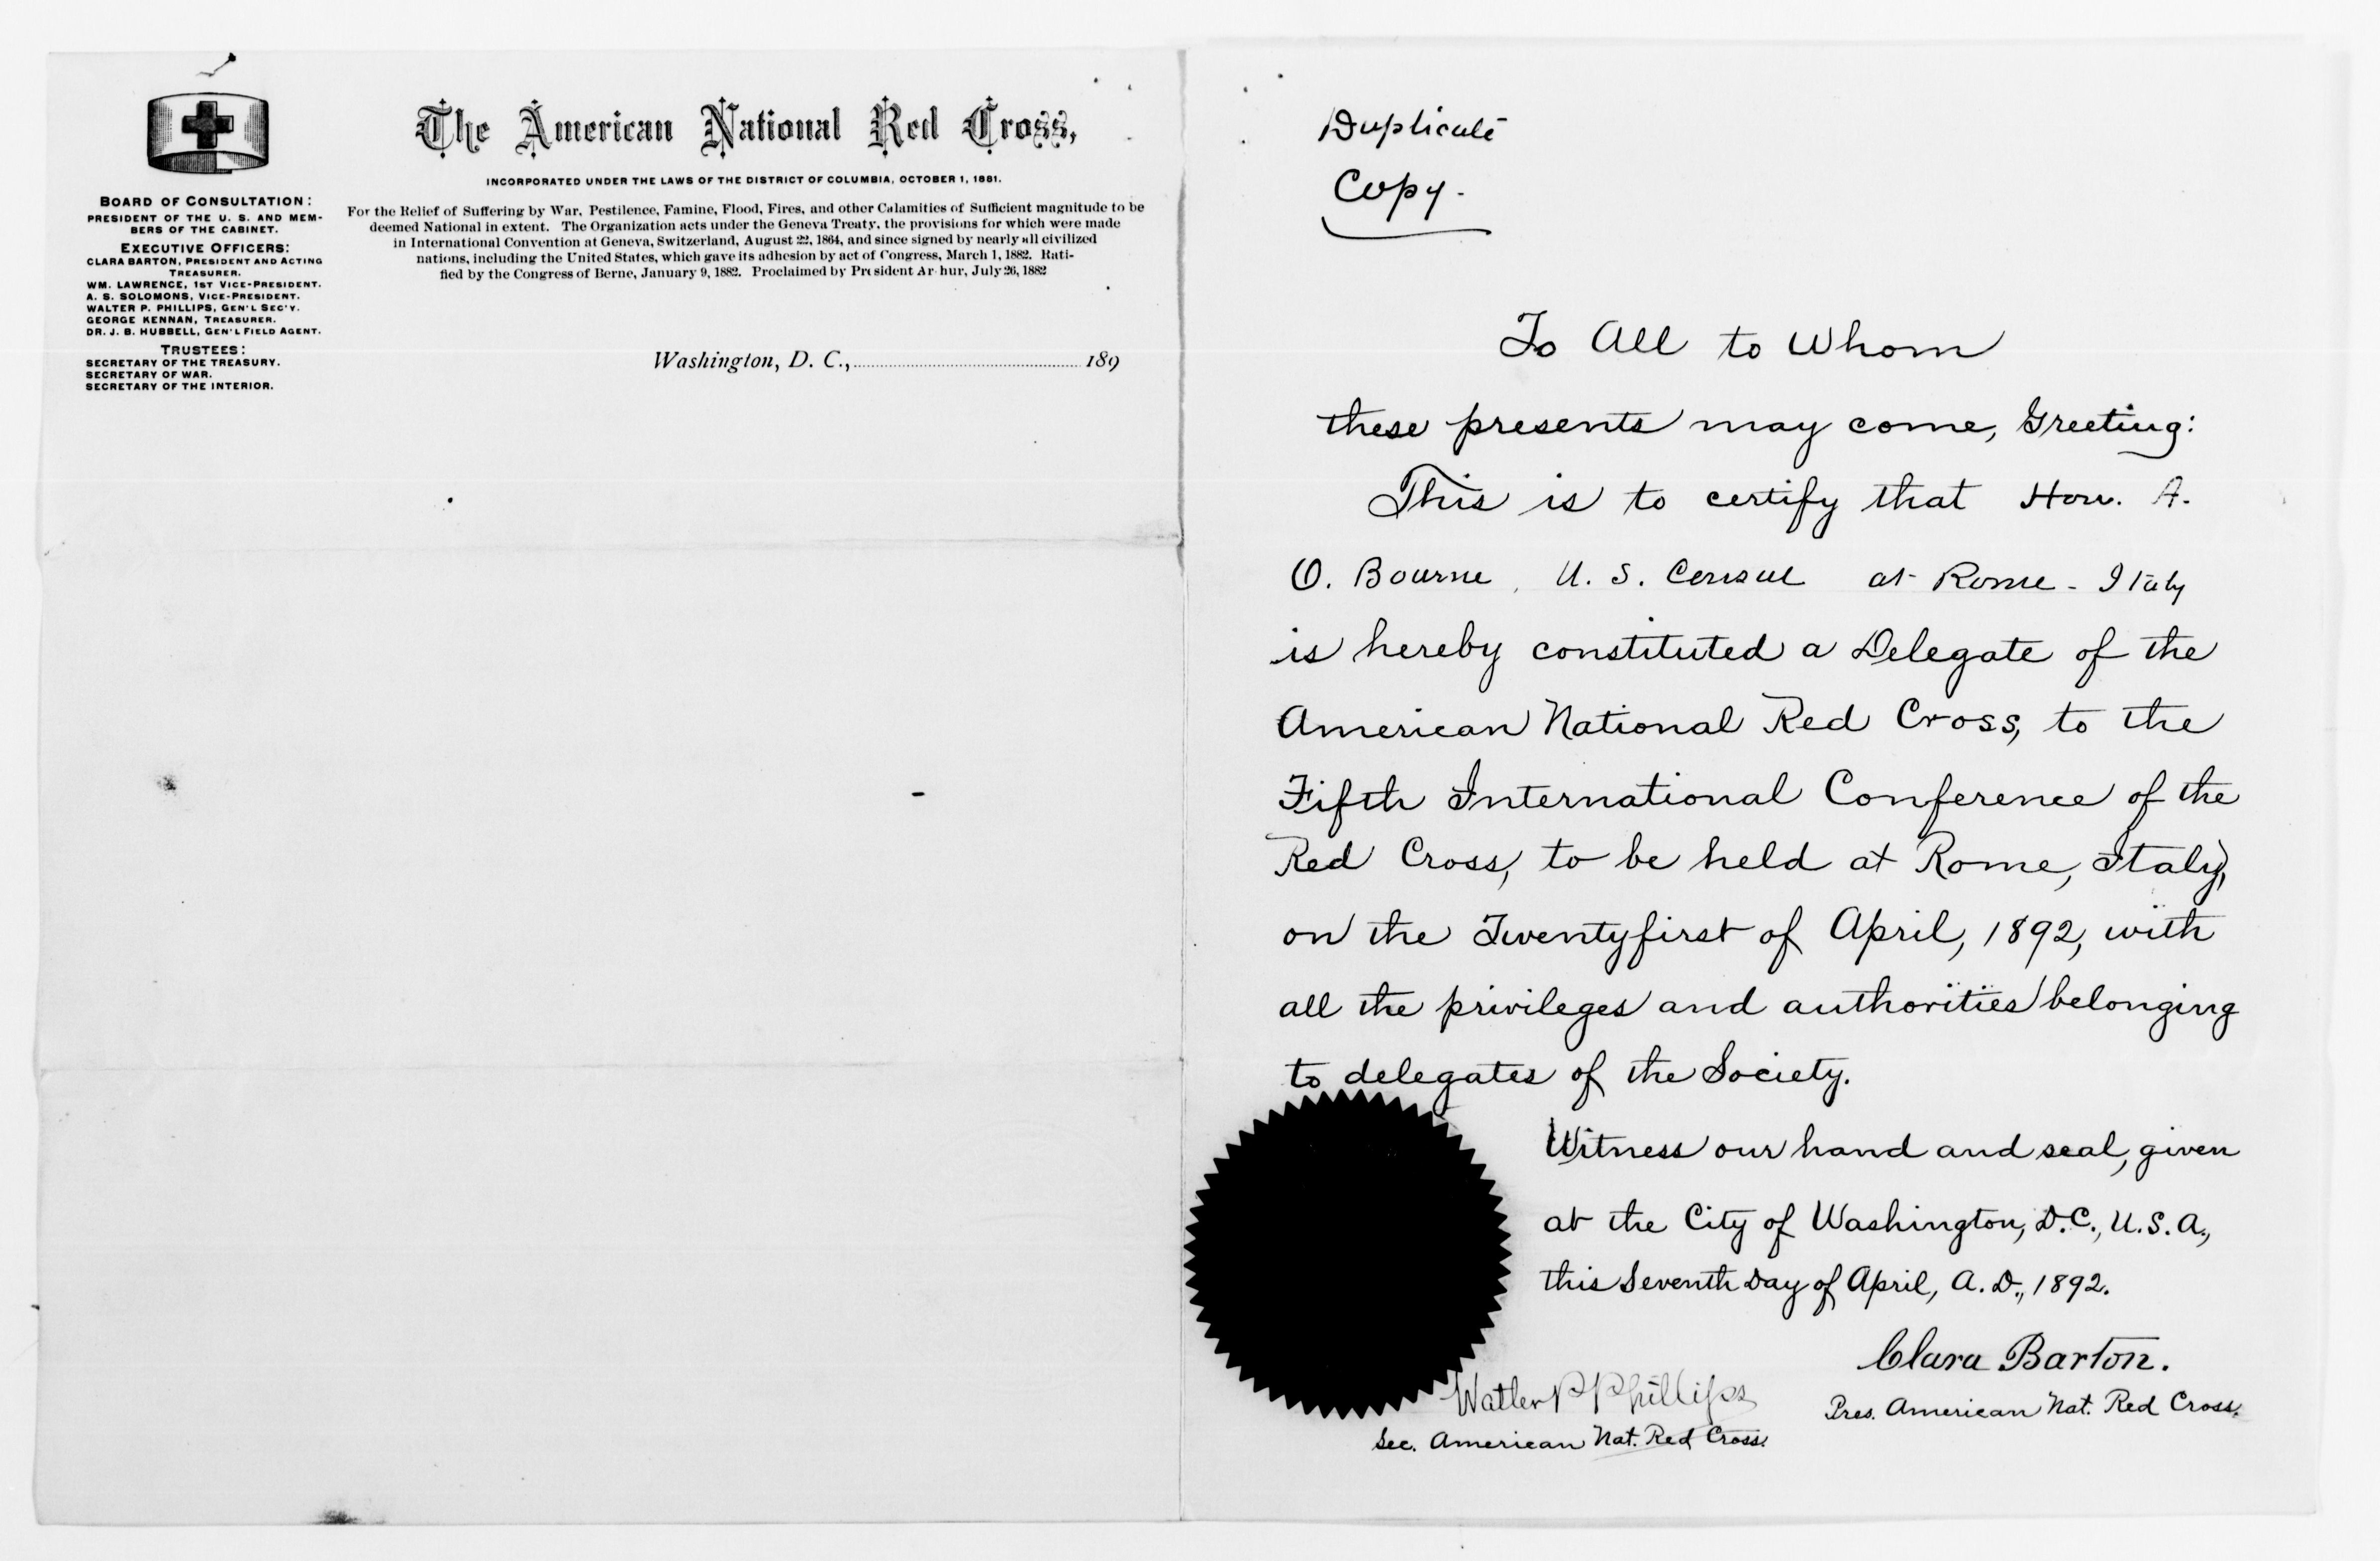 The American National Red Cross,
INCORPORATED UNDER THE LAWS OF THE DISTRICT OF COLUMBIA, OCTOBER 1, 1881.
For the Relief of Suffering by War, Pestilence, Famine, Flood, Fires, and other Calamities of Sufficient magnitude to be
deemed National in extent. The Organization acts under the Geneva Treaty, the provisions for which were made
in International Convention at Geneva, Switzerland, August 22, 1864, and since signed by nearly all civilized
nations, including the United States, which gave its adhesion by act of Congress, March 1, 1882. Rati-
fied by the Congress of Berne, January 9, 1882. Proclaimed by President Ar hur, July 26, 1882
BOARD OF CONSULTATION:
PRESIDENT OF THE U. S. AND MEM-
BERS OF THE CABINET.
EXECUTIVE OFFICERS:
CLARA BARTON, PRESIDENT AND ACTING
TREASURER.
WM. LAWRENCE, 1ST VICE-PRESIDENT.
A. S. SOLOMONS, VICE-PRESIDENT.
WALTER P. PHILLIPS, GEN'L SEC'Y.
GEORGE KENNAN, TREASURER.
DR. J. B. HUBBELL, GEN'L FIELD AGENT.
TRUSTEES:
SECRETARY OF THE TREASURY.
SECRETARY OF WAR.
SECRETARY OF THE INTERIOR.
Washington, D. C., 189
Duplicate
Copy.
To All to Whom
these presents may come, Greeting:
This is to certify that Hon. A.
O. Bourne, U. S. Consul at Rome - Italy
is hereby constituted a Delegate of the
American National Red Cross, to the
Fifth International Conference of the
Red Cross, to be held at Rome, Italy,
on the Twentyfirst of April, 1892, with
all the privileges and authorities belonging
to delegates of the Society.
Witness our hand and seal, given
at the City of Washington, D.C., U.S.A.,
this Seventh Day of April, A.D., 1892.
Clara Barton.
Pres. American Nat. Red Cross.
Walter P Phillips
Sec. American Nat. Red Cross.